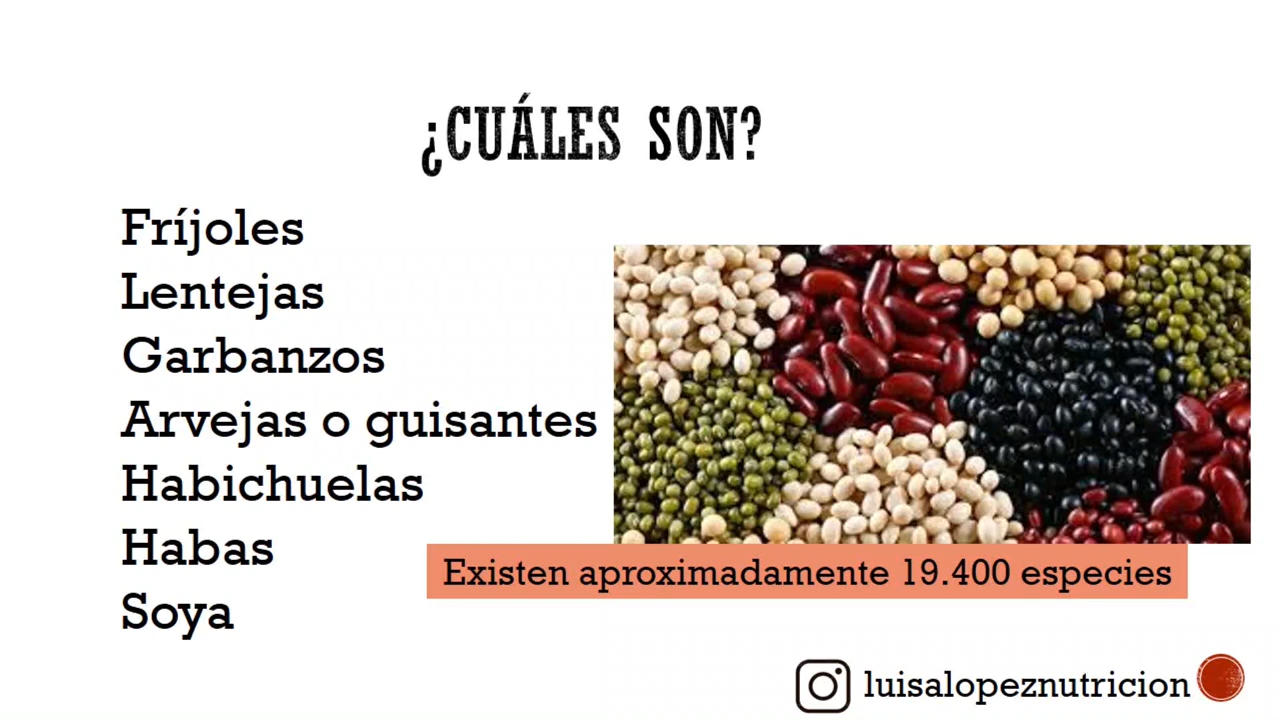 ¿CUÁLES SON?
Fríjoles
Lentejas
Garbanzos
Arvejas o guisantes
Habichuelas
Habas
Soya
Existen aproximadamente 19.400 especies
luisalopeznutricion